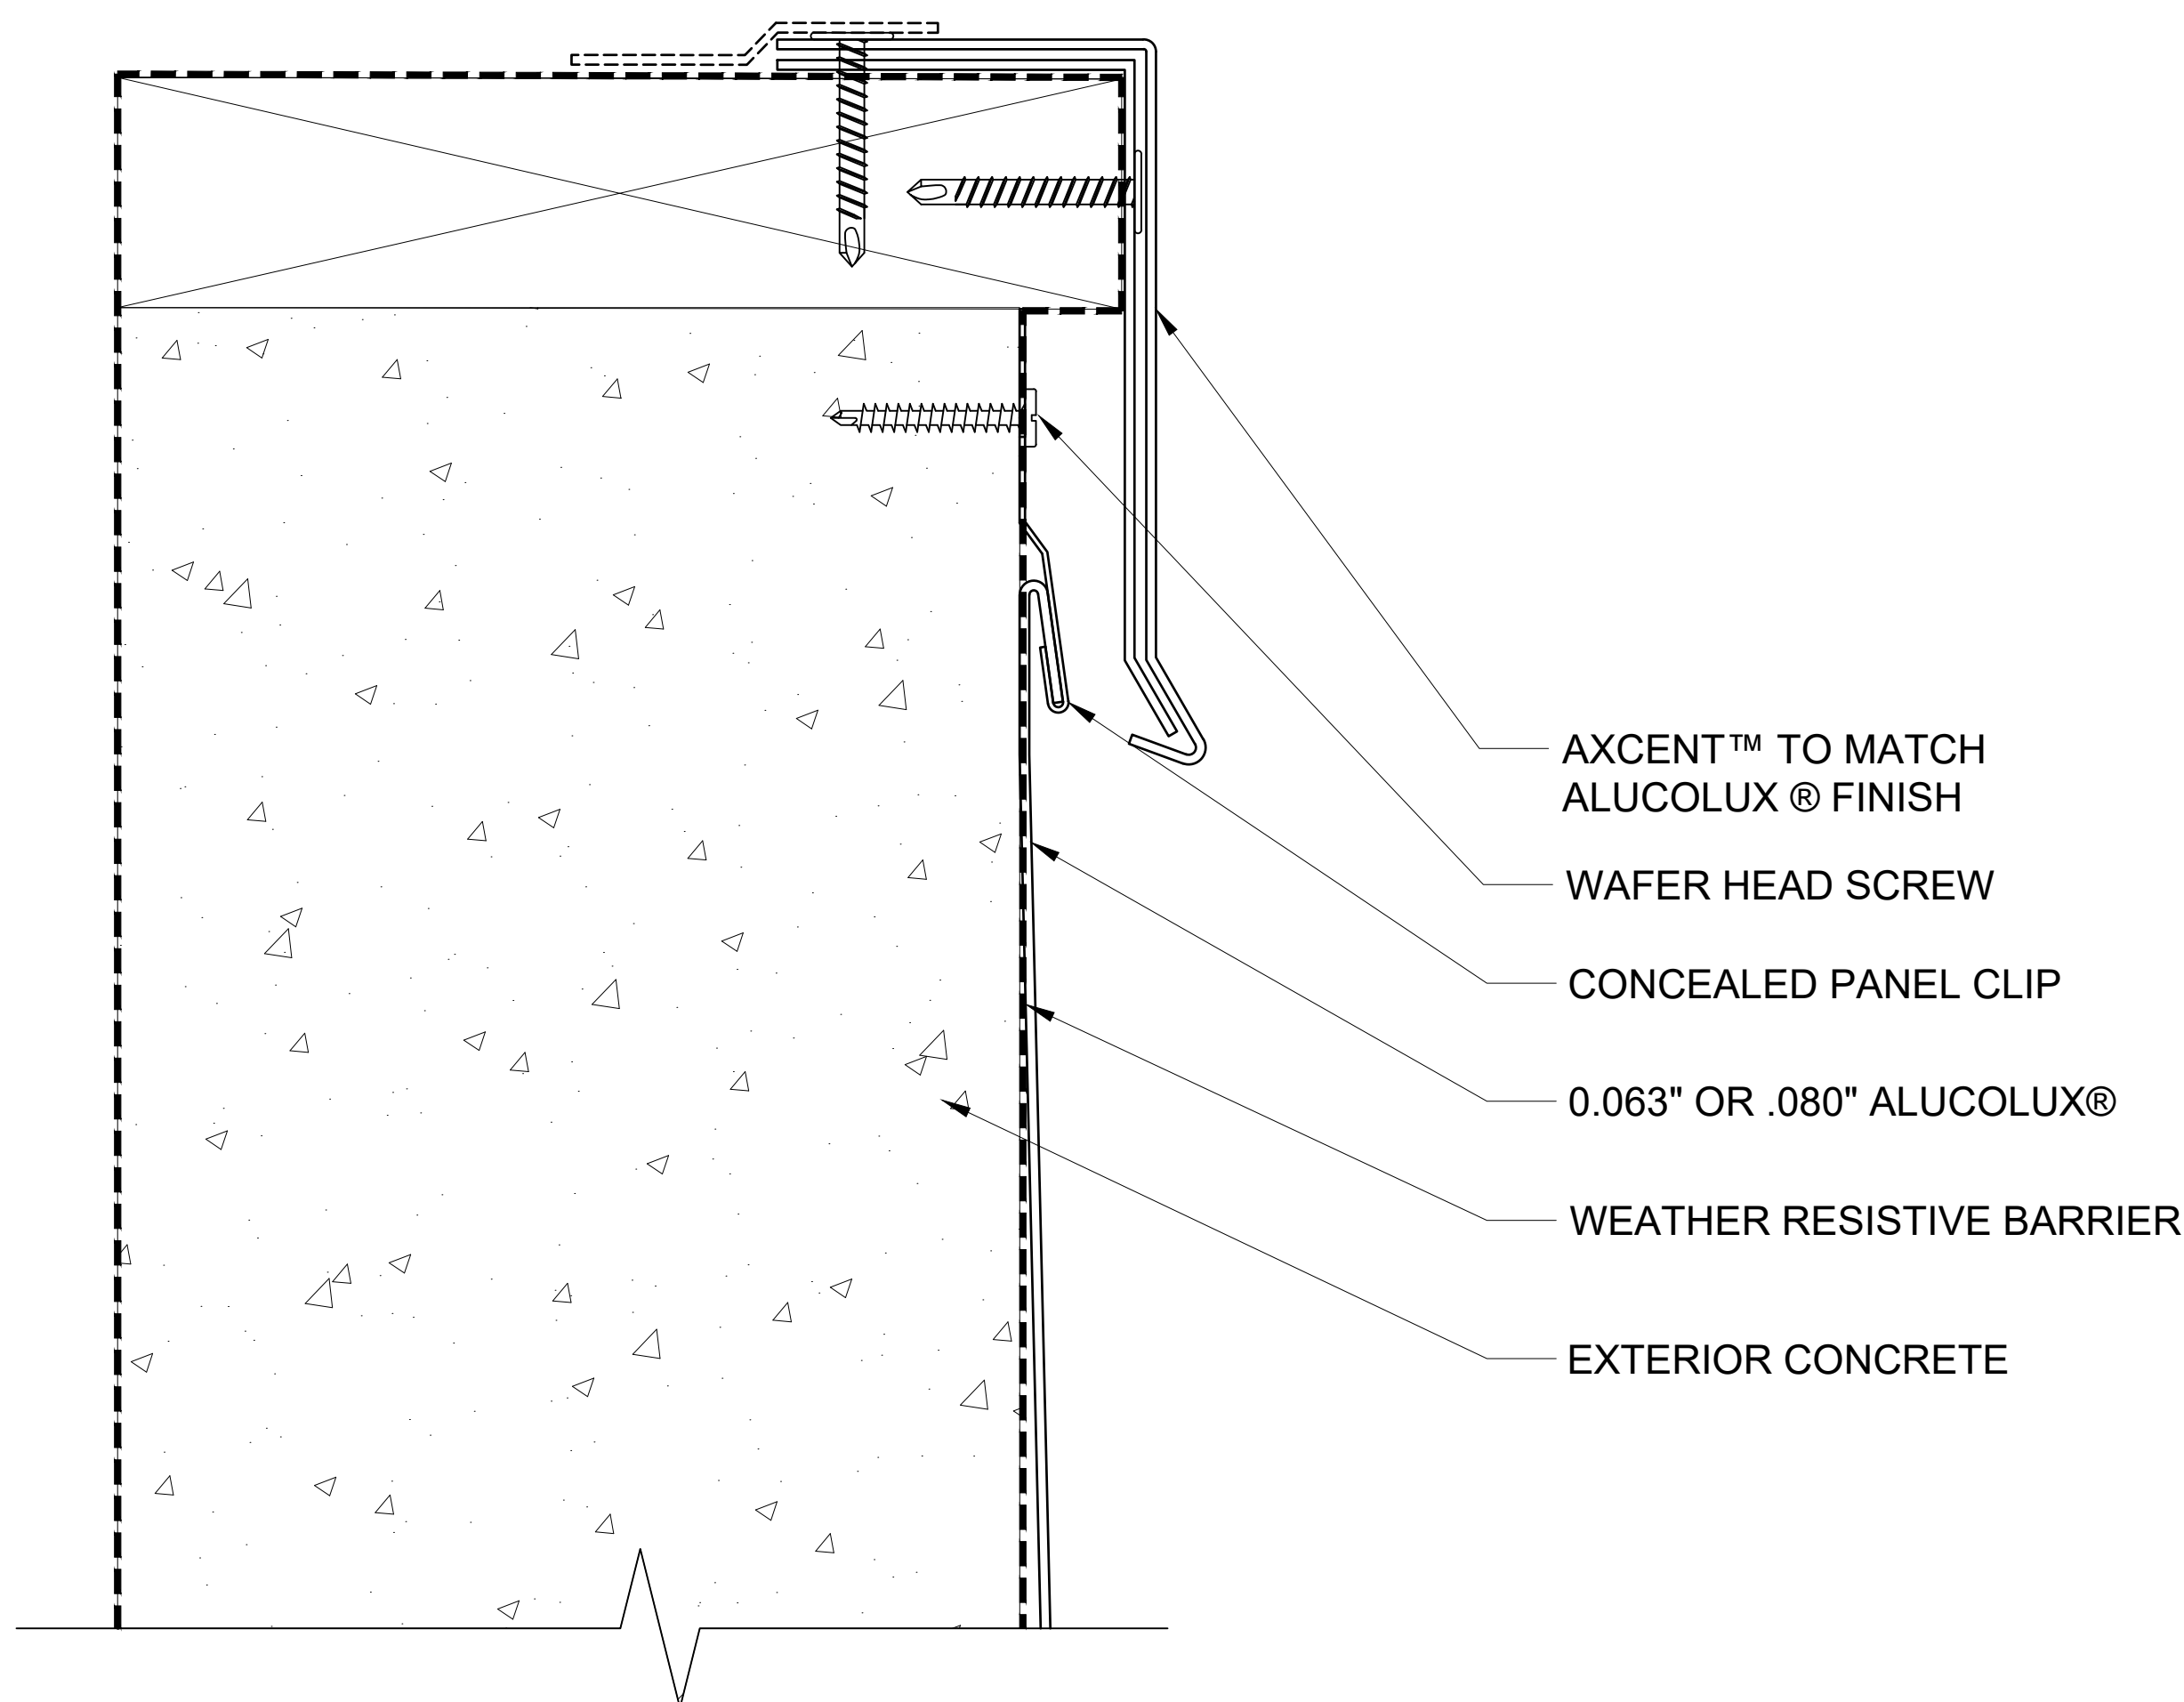 AXCENT™ TO MATCH
ALUCOLUX ® FINISH
WAFER HEAD SCREW
CONCEALED PANEL CLIP
0.063" OR .080" ALUCOLUX®
WEATHER RESISTIVE BARRIER
EXTERIOR CONCRETE